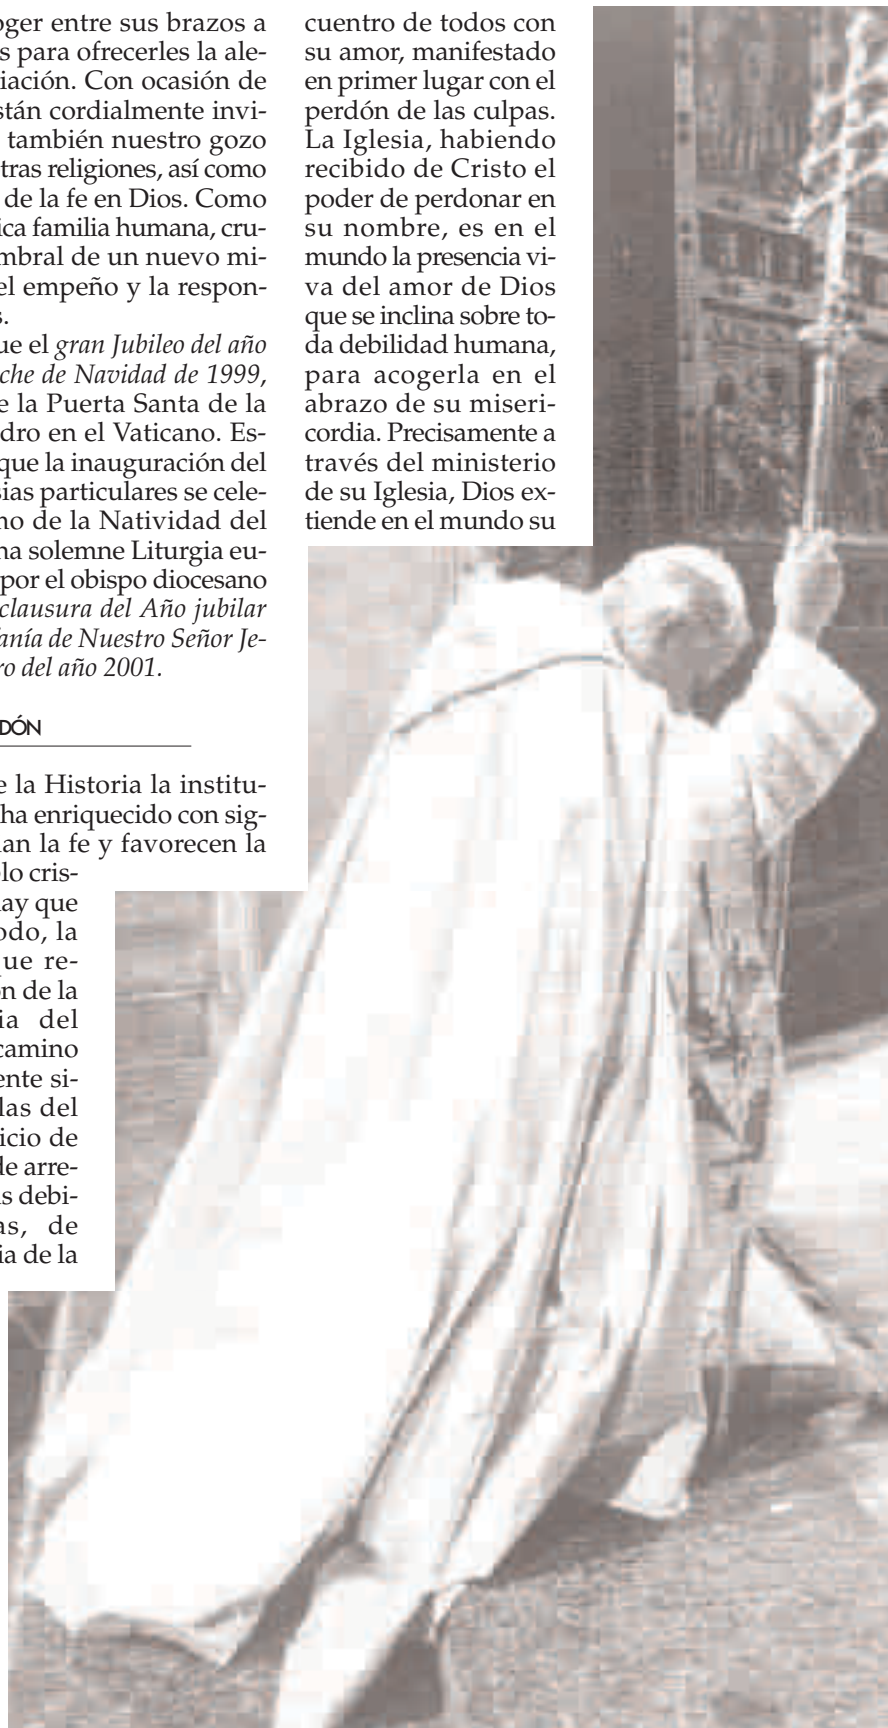 oger entre sus brazos a
s para ofrecerles la ale-
iación. Con ocasión de
stán cordialmente invi-
también nuestro gozo
tras religiones, así como
de la fe en Dios. Como
ica familia humana, cru-
mbral de un nuevo mi-
el empeño y la respon-
s.
ue el gran Jubileo del año
che de Navidad de 1999,
e la Puerta Santa de la
dro en el Vaticano. Es-
que la inauguración del
sias particulares se cele-
no de la Natividad del
na solemne Liturgia eu-
por el obispo diocesano
clausura del Año jubilar
fanía de Nuestro Señor Je-
ro del año 2001.
DÓN
e la Historia la institu-
ha enriquecido con sig-
an la fe y favorecen la
lo cris-
ay que
odo, la
ue re-
n de la
ia del
camino
ente si-
las del
icio de
de arre-
s debi-
as, de
ia de la
cuentro de todos con
su amor, manifestado
en primer lugar con el
perdón de las culpas.
La Iglesia, habiendo
recibido de Cristo el
poder de perdonar en
su nombre, es en el
mundo la presencia vi-
va del amor de Dios
que se inclina sobre to-
da debilidad humana,
para acogerla en el
abrazo de su miseri-
cordia. Precisamente a
través del ministerio
de su Iglesia, Dios ex-
tiende en el mundo su